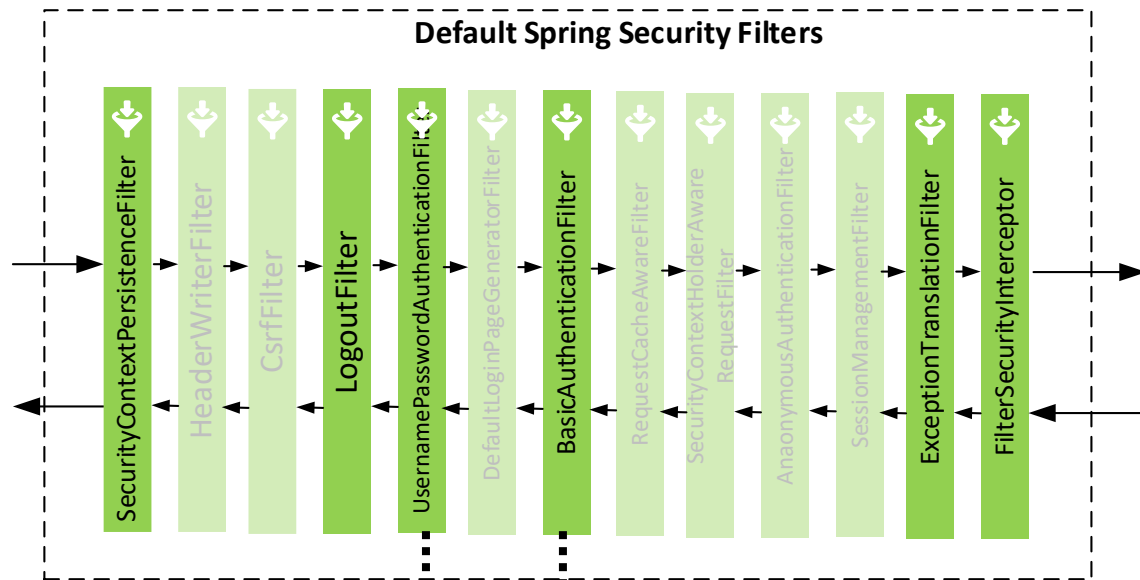 Default Spring Security Filters
SecurityContextPersistenceFilter
HeaderWriterFilter
CsrfFilter
LogoutFilter
UsernamePasswordAuthenticationFilter
DefaultLoginPageGeneratorFilter
BasicAuthenticationFilter
RequestCacheAwareFilter
SecurityContextHolderAware
RequestFilter
AnaonymousAuthenticationFilter
SessionManagementFilter
ExceptionTranslationFilter
FilterSecurityInterceptor